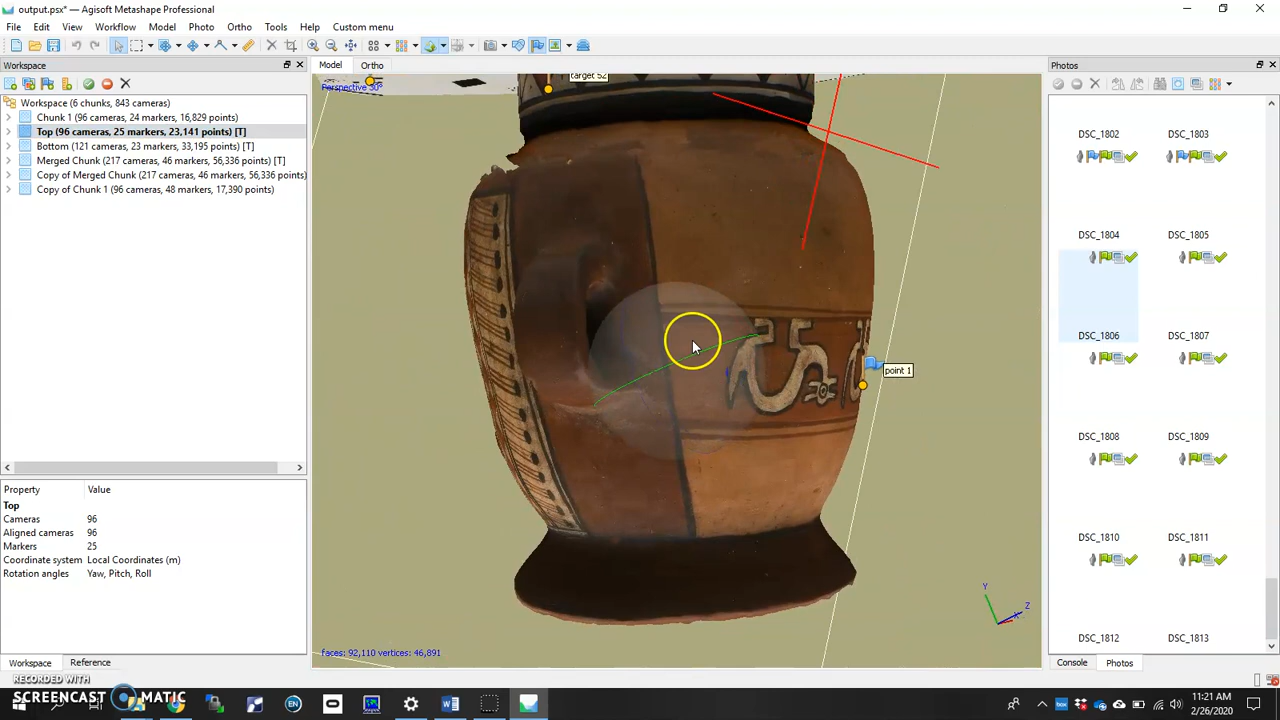 output.psx* — Agisoft Metashape Professional
File Edit View Workflow Model Photo Ortho Tools Help Custom menu
Workspace
Model Ortho
Photos
Workspace (6 chunks, 843 cameras)
Chunk 1 (96 cameras, 24 markers, 16,829 points)
Top (96 cameras, 25 markers, 23,141 points) [T]
Bottom (121 cameras, 23 markers, 33,195 points) [T]
Merged Chunk (217 cameras, 46 markers, 56,336 points) [T]
Copy of Merged Chunk (217 cameras, 46 markers, 56,336 points)
Copy of Chunk 1 (96 cameras, 48 markers, 17,390 points)
Property Value
Top
Cameras 96
Aligned cameras 96
Markers 25
Coordinate system Local Coordinates (m)
Rotation angles Yaw, Pitch, Roll
Workspace Reference
Perspective 30°
target 52
point 1
Y
Z
X
faces: 92,110 vertices: 46,891
DSC_1802 DSC_1803
DSC_1804 DSC_1805
DSC_1806 DSC_1807
DSC_1808 DSC_1809
DSC_1810 DSC_1811
DSC_1812 DSC_1813
Console Photos
RECORDED WITH
SCREENCAST MATIC
EN
W
box
11:21 AM
2/26/2020